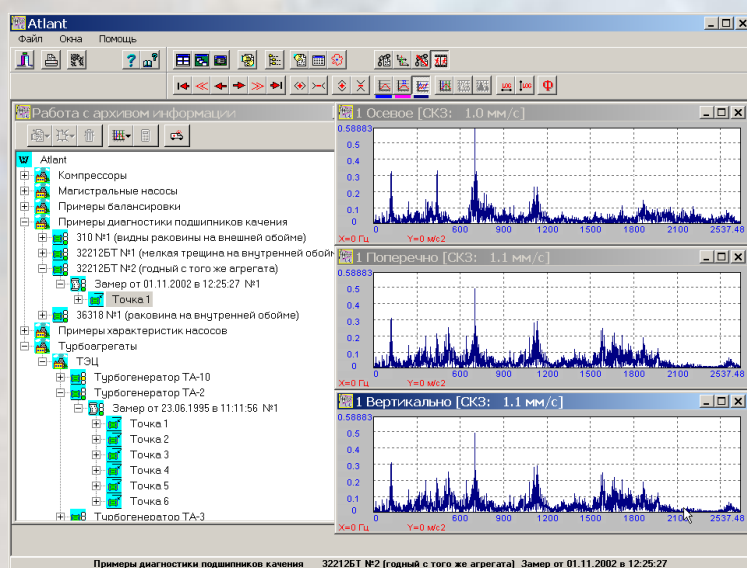 Atlant
Файл Окна Помощь
Работа с архивом информации
Atlant
Компрессоры
Магистральные насосы
Примеры балансировки
Примеры диагностики подшипников качения
310 №1 (видны раковины на внешней обойме)
32212БТ №1 (мелкая трещина на внутренней обойм
32212БТ №2 (годный с того же агрегата)
Замер от 01.11.2002 в 12:25:27 №1
Точка 1
36318 №1 (раковина на внутренней обойме)
Примеры характеристик насосов
Турбоагрегаты
ТЭЦ
Турбогенератор ТА-10
Турбогенератор ТА-2
Замер от 23.06.1995 в 11:11:56 №1
Точка 1
Точка 2
Точка 3
Точка 4
Точка 5
Точка 6
Турбогенератор ТА-3
1 Осевое [СКЗ: 1.0 мм/с]
0.58883
0.5
0.4
0.3
0.2
0.1
0
0 600 900 1200 1500 1800 2100 2537.48
X=0 Гц Y=0 м/с2
1 Поперечно [СКЗ: 1.1 мм/с]
0.58883
0.5
0.4
0.3
0.2
0.1
0 600 900 1200 1500 1800 2100 2537.48
X=0 Гц Y=0 м/с2
1 Вертикально [СКЗ: 1.1 мм/с]
0.58883
0.5
0.4
0.3
0.2
0.1
0
0 600 900 1200 1500 1800 2100 2537.48
X=0 Гц Y=0 м/с2
Примеры диагностики подшипников качения 32212БТ №2 (годный с того же агрегата) Замер от 01.11.2002 в 12:25:27